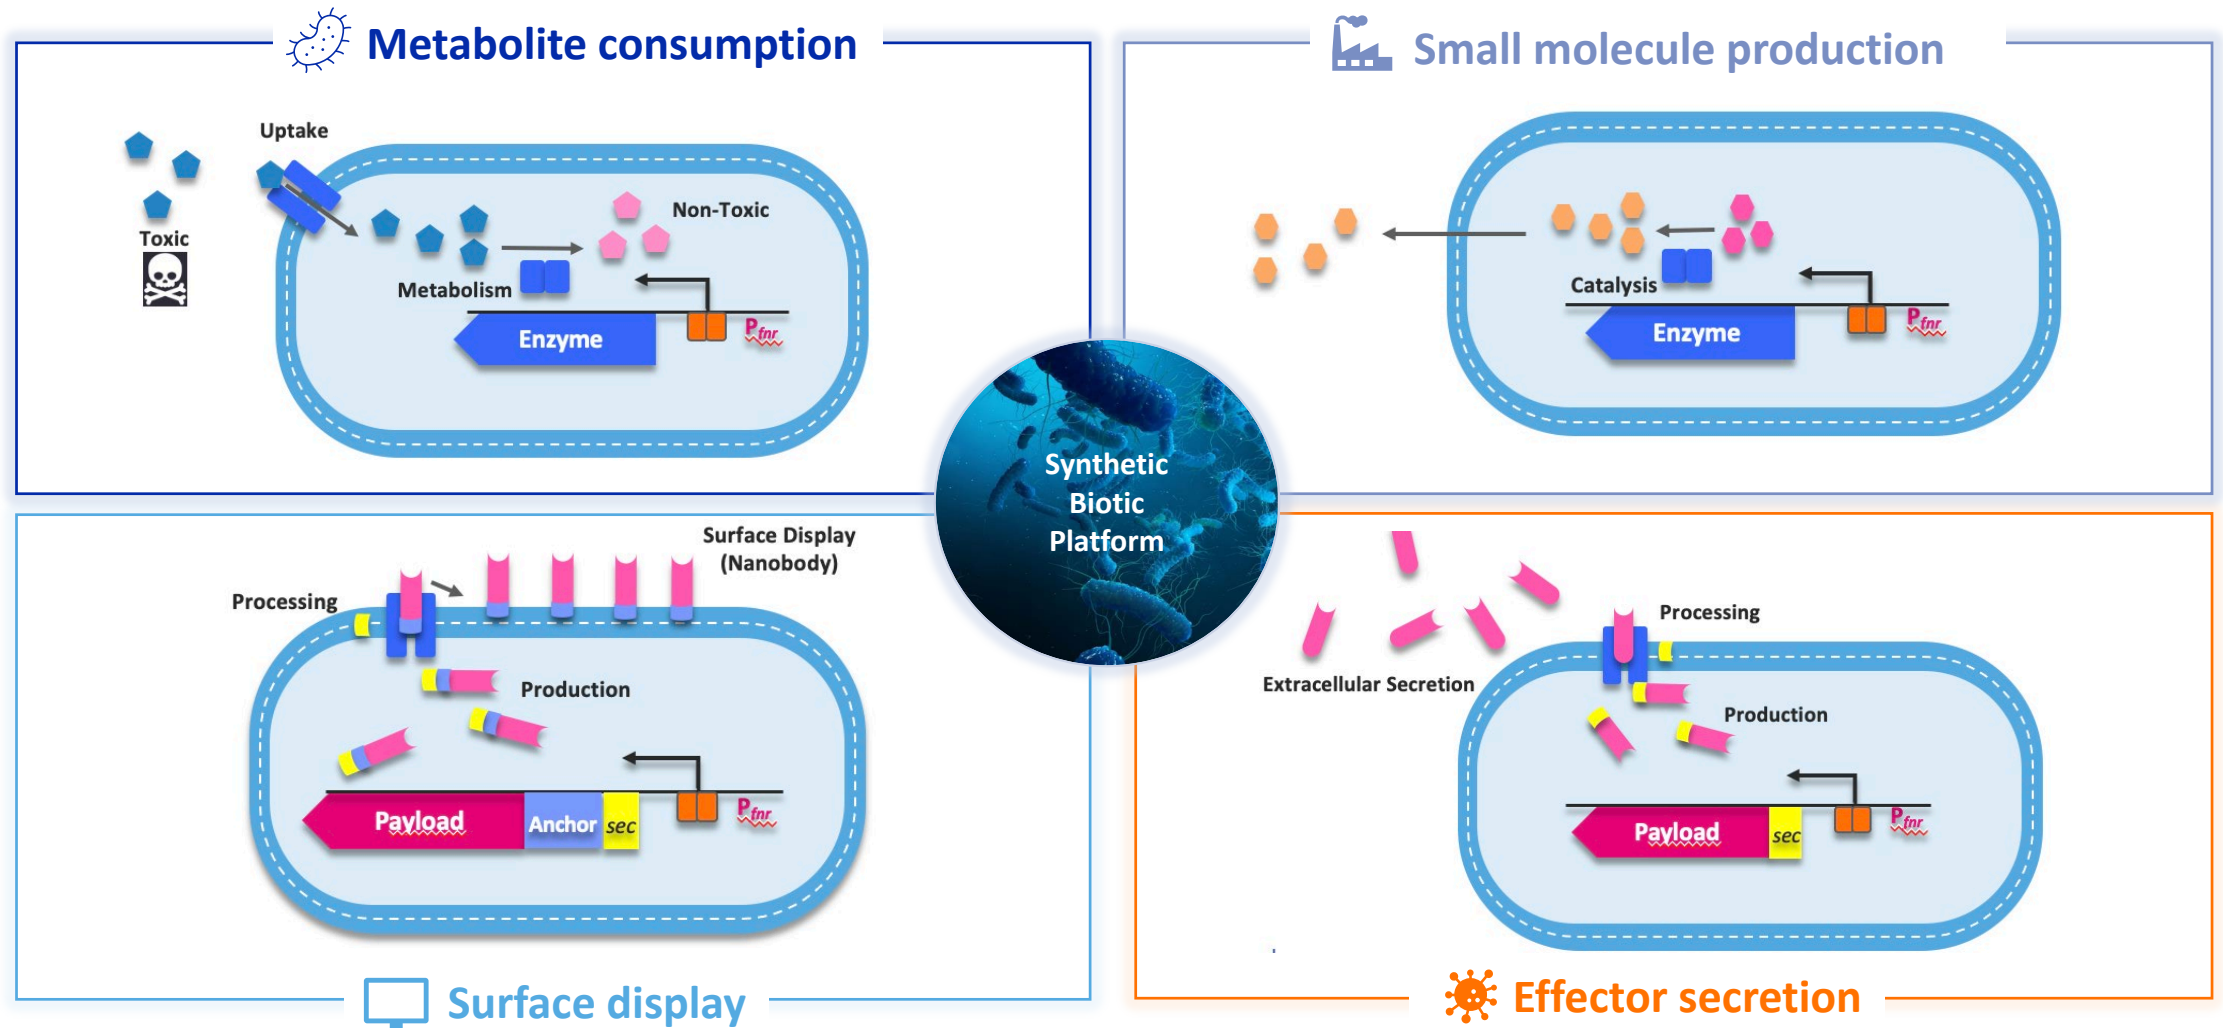 Metabolite consumption
Uptake
Toxic
Non-Toxic
Metabolism
Enzyme
Pfnr
Small molecule production
Catalysis
Enzyme
Pfnr
Synthetic
Biotic
Platform
Surface Display
(Nanobody)
Processing
Production
Payload
Anchor
sec
Pfnr
Surface display
Processing
Extracellular Secretion
Production
Payload
sec
Pfnr
Effector secretion